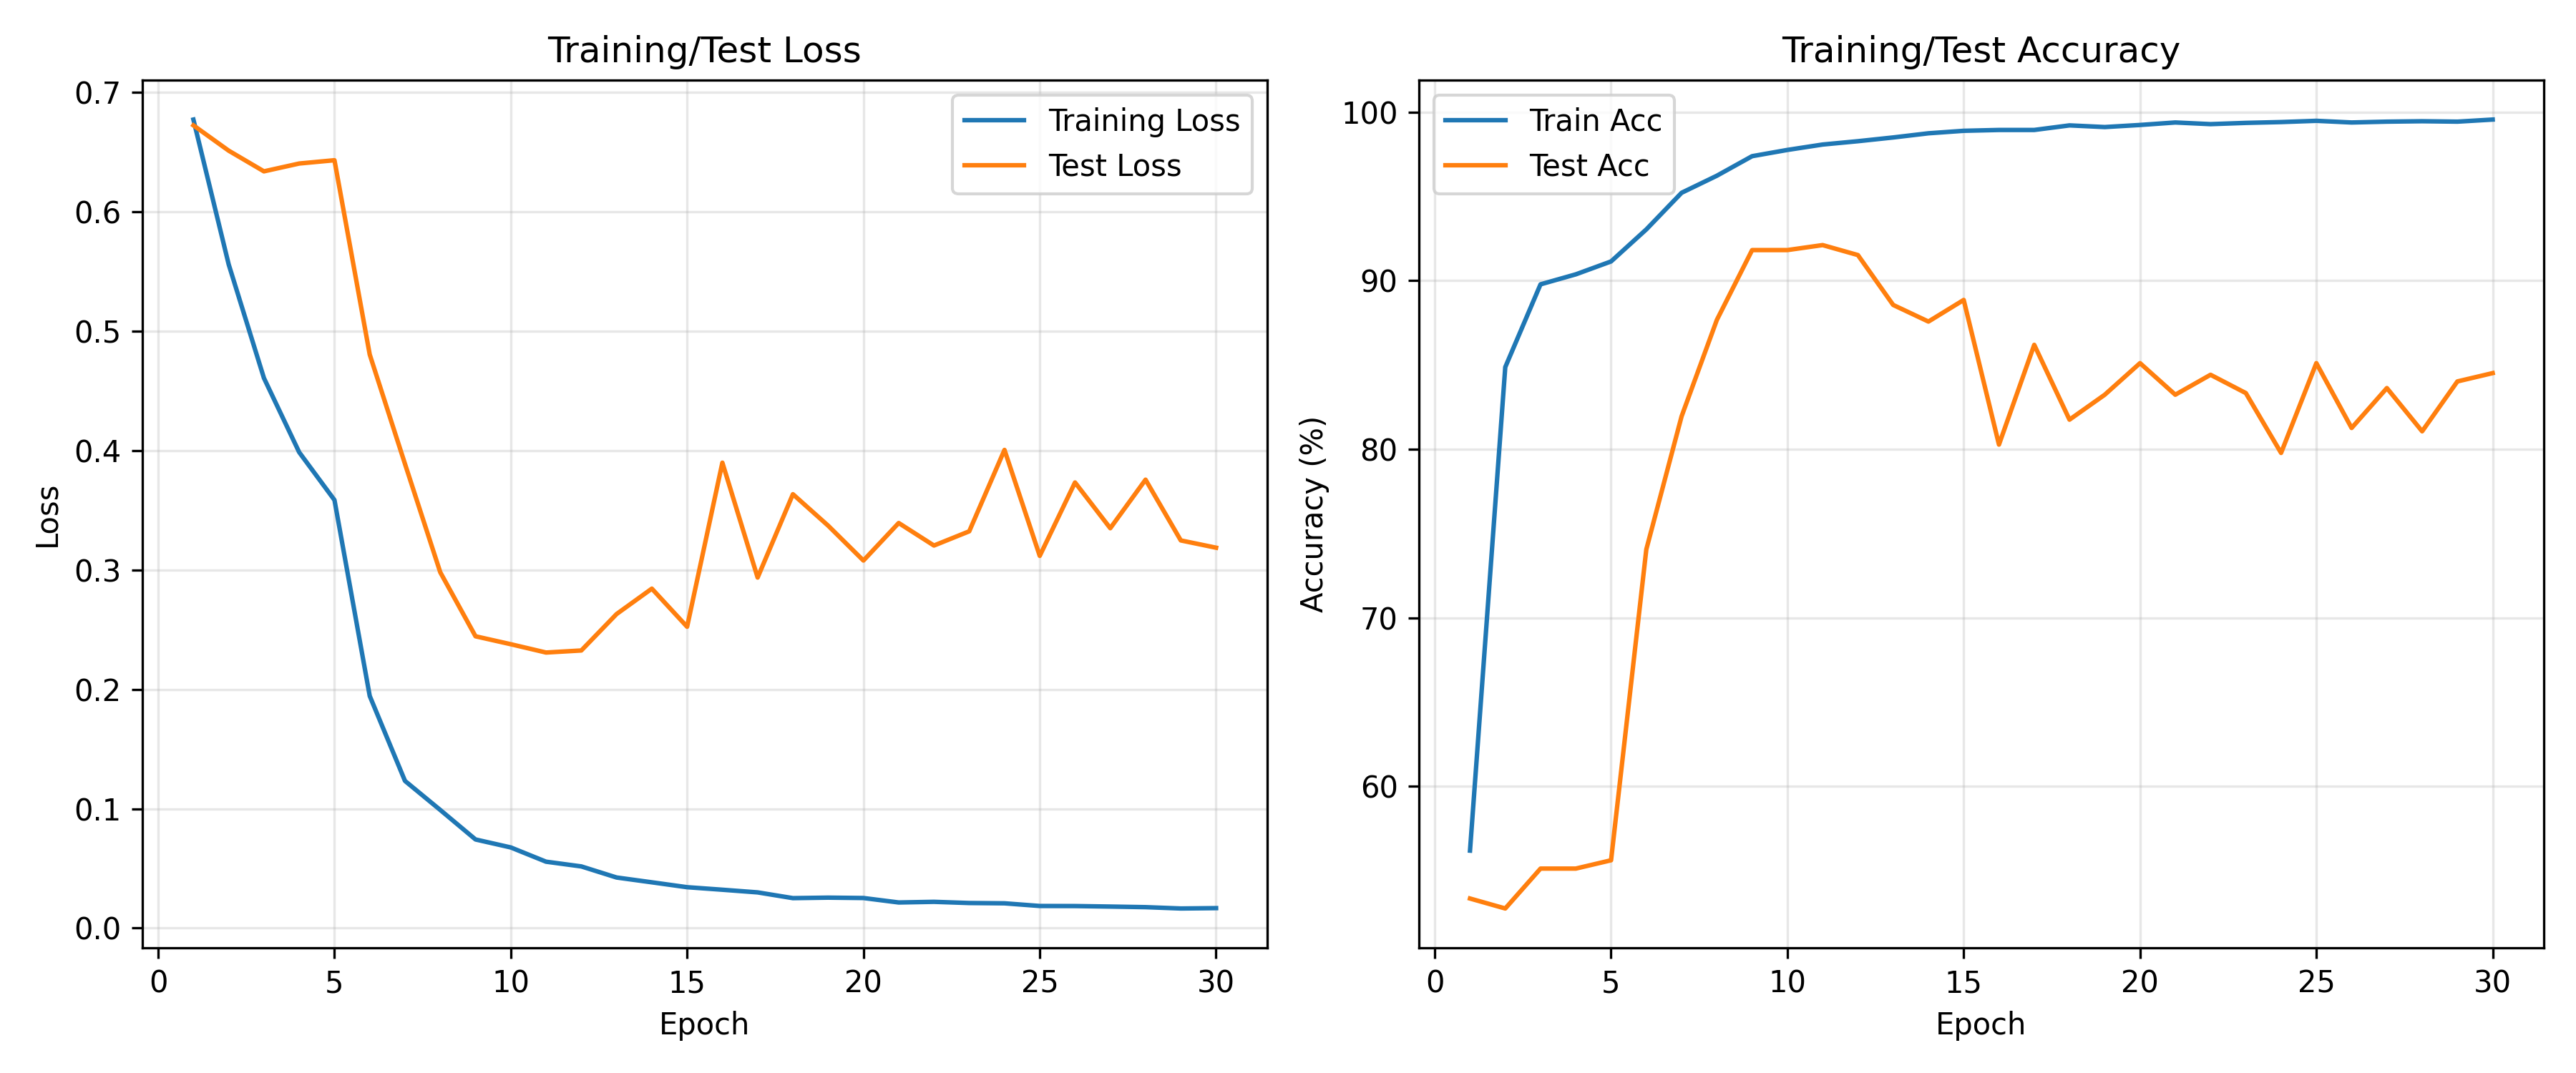 Training/Test Loss
0.7
0.6
0.5
0.4
0.3
0.2
0.1
0.0
Loss
0 5 10 15 20 25 30
Epoch
Training Loss
Test Loss
Training/Test Accuracy
100
90
80
70
60
Accuracy (%)
0 5 10 15 20 25 30
Epoch
Train Acc
Test Acc